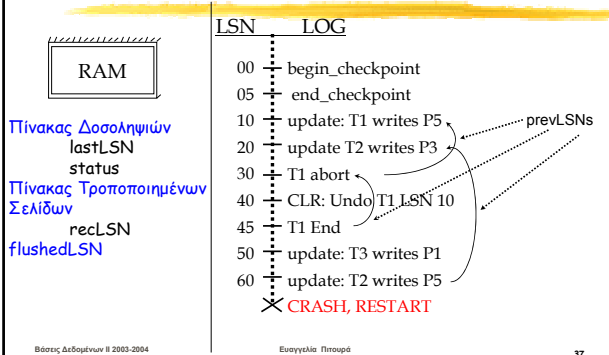 RAM
Πίνακας Δοσοληψιών
lastLSN
status
Πίνακας Τροποποιημένων
Σελίδων
recLSN
flushedLSN
LSN LOG
00 begin_checkpoint
05 end_checkpoint
10 update: T1 writes P5
20 update T2 writes P3
30 T1 abort
40 CLR: Undo T1 LSN 10
45 T1 End
50 update: T3 writes P1
60 update: T2 writes P5
CRASH, RESTART
prevLSNs
Βάσεις Δεδομένων II 2003-2004 Ευαγγελία Πιτουρά 37